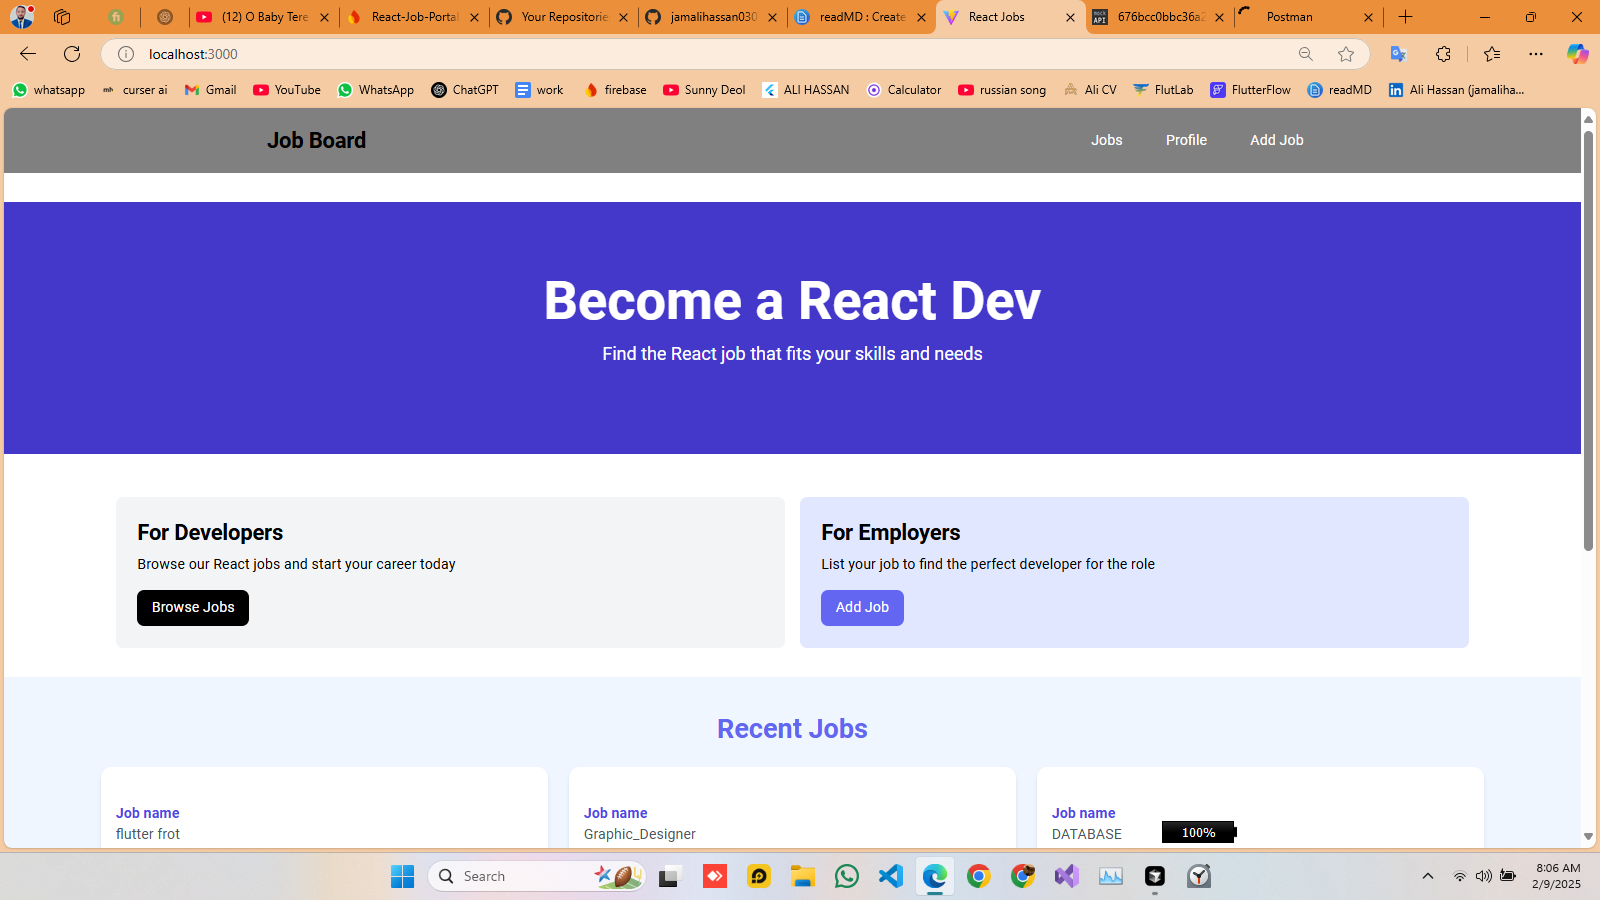 (12) O Baby Tere
React-Job-Portal
Your Repositorie
jamalihassan030
readMD : Create
React Jobs
mock
API
676bcc0bbc36a2
Postman
localhost:3000
whatsapp
mh
curser ai
Gmail
YouTube
WhatsApp
ChatGPT
work
firebase
Sunny Deol
ALI HASSAN
Calculator
russian song
Ali CV
FlutLab
FlutterFlow
readMD
Ali Hassan (jamaliha...
Job Board
Jobs
Profile
Add Job
Become a React Dev
Find the React job that fits your skills and needs
For Developers
Browse our React jobs and start your career today
Browse Jobs
For Employers
List your job to find the perfect developer for the role
Add Job
Recent Jobs
Job name
flutter frot
Job name
Graphic_Designer
Job name
DATABASE
100%
Search
8:06 AM
2/9/2025